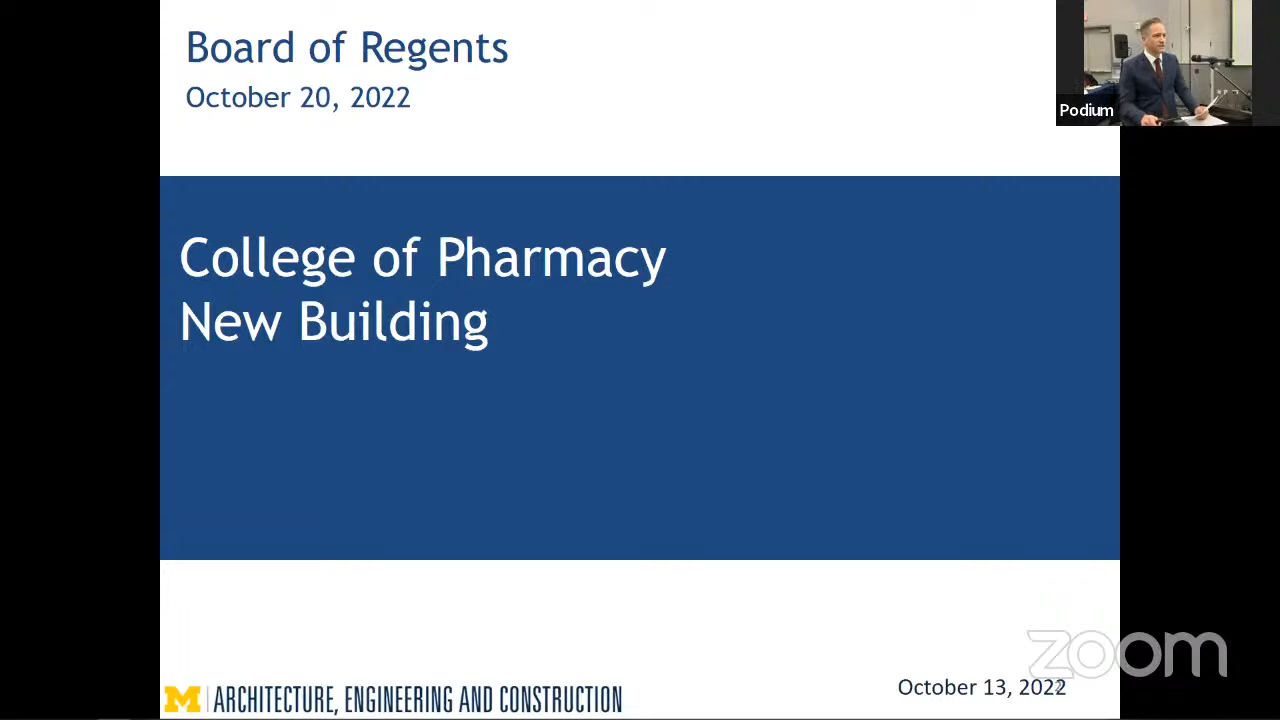 Board of Regents
October 20, 2022
Podium
College of Pharmacy
New Building
zoom
M ARCHITECTURE, ENGINEERING AND CONSTRUCTION
October 13, 2022